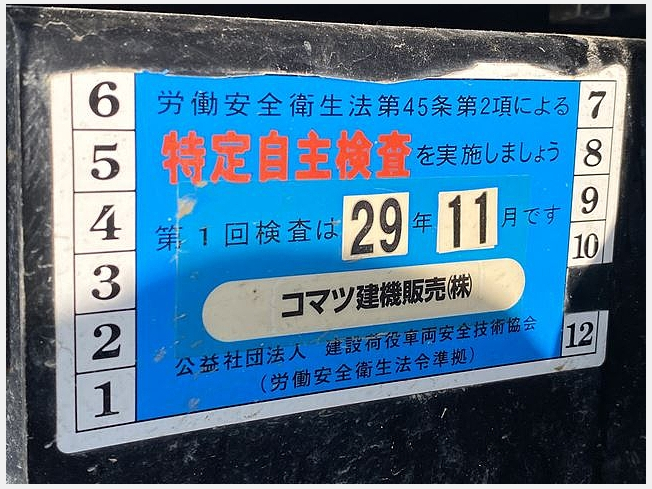 労働安全衛生法第45条第2項による
特定自主検査を実施しましょう
第1回検査は29年11月です
コマツ建機販売㈱
公益社団法人 建設荷役車両安全技術協会
(労働安全衛生法令準拠)
6
5
4
3
2
1
7
8
9
10
12